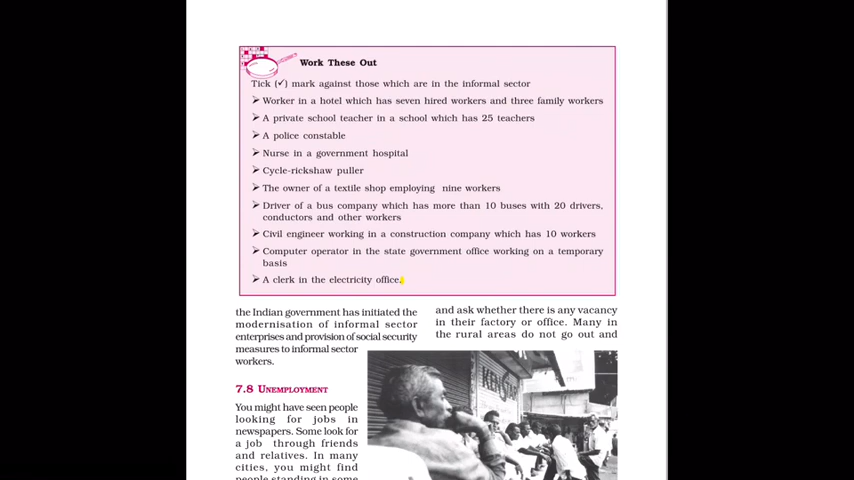 Work These Out
Tick (✓) mark against those which are in the informal sector
➢ Worker in a hotel which has seven hired workers and three family workers
➢ A private school teacher in a school which has 25 teachers
➢ A police constable
➢ Nurse in a government hospital
➢ Cycle-rickshaw puller
➢ The owner of a textile shop employing nine workers
➢ Driver of a bus company which has more than 10 buses with 20 drivers,
conductors and other workers
➢ Civil engineer working in a construction company which has 10 workers
➢ Computer operator in the state government office working on a temporary
basis
➢ A clerk in the electricity office.
the Indian government has initiated the
modernisation of informal sector
enterprises and provision of social security
measures to informal sector
workers.
7.8 UNEMPLOYMENT
You might have seen people
looking for jobs in
newspapers. Some look for
a job through friends
and relatives. In many
cities, you might find
people standing in some
and ask whether there is any vacancy
in their factory or office. Many in
the rural areas do not go out and